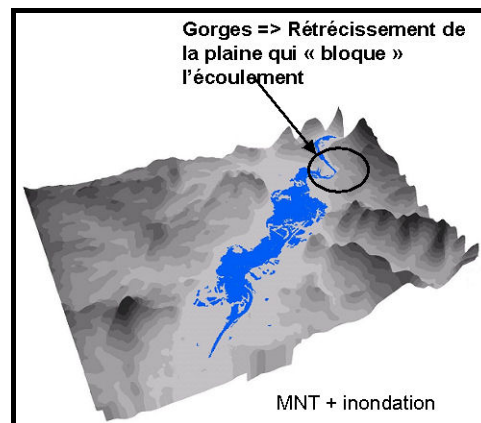 Gorges => Rétrécissement de
la plaine qui « bloque »
l'écoulement
MNT + inondation